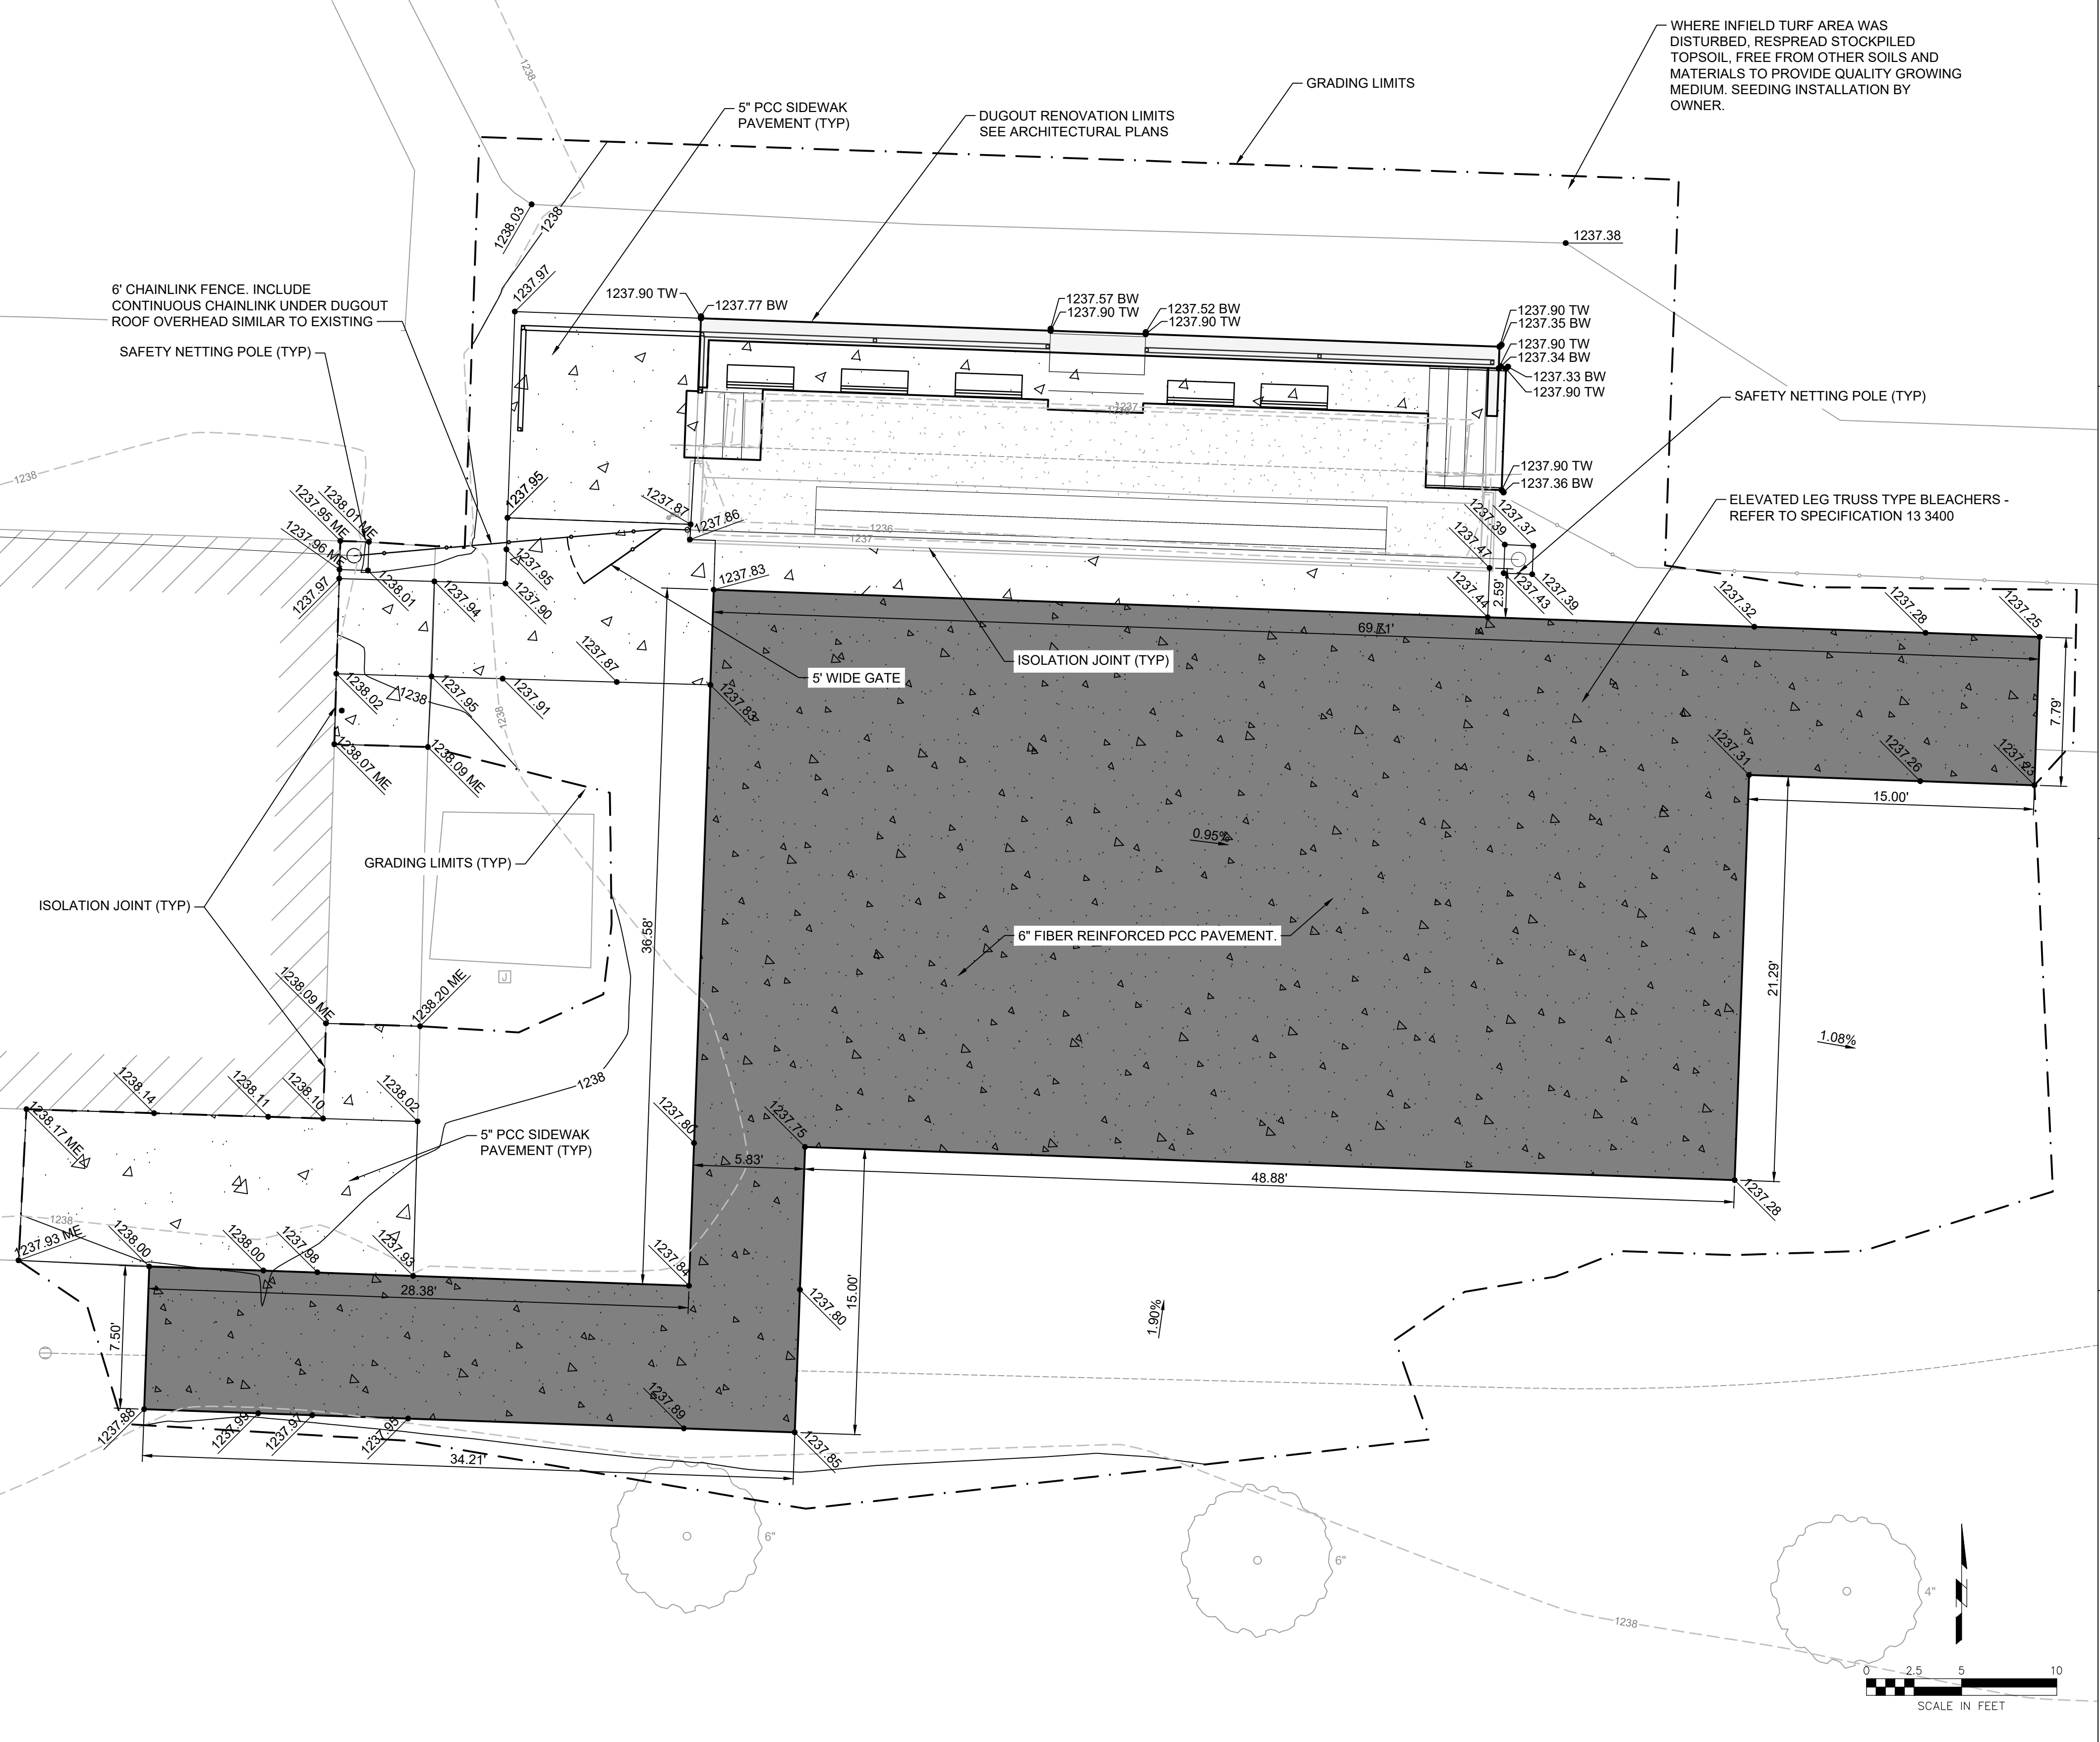 WHERE INFIELD TURF AREA WAS
DISTURBED, RESPREAD STOCKPILED
TOPSOIL, FREE FROM OTHER SOILS AND
MATERIALS TO PROVIDE QUALITY GROWING
MEDIUM. SEEDING INSTALLATION BY
OWNER.
GRADING LIMITS
5" PCC SIDEWAK
PAVEMENT (TYP)
DUGOUT RENOVATION LIMITS
SEE ARCHITECTURAL PLANS
1238
1238.03
1238
1237.38
1237.97
6' CHAINLINK FENCE. INCLUDE
CONTINUOUS CHAINLINK UNDER DUGOUT
ROOF OVERHEAD SIMILAR TO EXISTING
SAFETY NETTING POLE (TYP)
1237.90 TW
1237.77 BW
1237.57 BW
1237.90 TW
1237.52 BW
1237.90 TW
1237.90 TW
1237.35 BW
1237.90 TW
1237.34 BW
1237.33 BW
1237.90 TW
SAFETY NETTING POLE (TYP)
1237
1237.90 TW
1237.36 BW
1238
1237.95 ME
1238.01 ME
1237.96 ME
1237.97
1238.01
1237.94
1237.95
1237.95
1237.90
1237.87
1237.86
1236
1237
1237.39
1237.37
1237.47
1237.44
2.59'
1237.43
1237.39
ELEVATED LEG TRUSS TYPE BLEACHERS -
REFER TO SPECIFICATION 13 3400
1237.83
1237.32
1237.28
1237.25
69.71'
ISOLATION JOINT (TYP)
5' WIDE GATE
1237.87
1237.83
1238.02
1238
1237.95
1237.91
1238
7.79'
1238.07 ME
1238.09 ME
1237.31
1237.26
1237.23
15.00'
0.95%
GRADING LIMITS (TYP)
ISOLATION JOINT (TYP)
36.58'
6" FIBER REINFORCED PCC PAVEMENT.
J
1238.09 ME
1238.20 ME
21.29'
1.08%
1238.14
1238.11
1238.10
1238.02
1238
1238.17 ME
5" PCC SIDEWAK
PAVEMENT (TYP)
1237.80
1237.75
5.83'
48.88'
1237.28
1238
1237.93 ME
1238.00
1238.00
1237.98
1237.93
1237.84
28.38'
15.00'
1237.80
1.90%
7.50'
1237.88
1237.99
1237.97
1237.95
1237.89
1237.85
34.21'
6"
6"
4"
1238
N
0 2.5 5 10
SCALE IN FEET